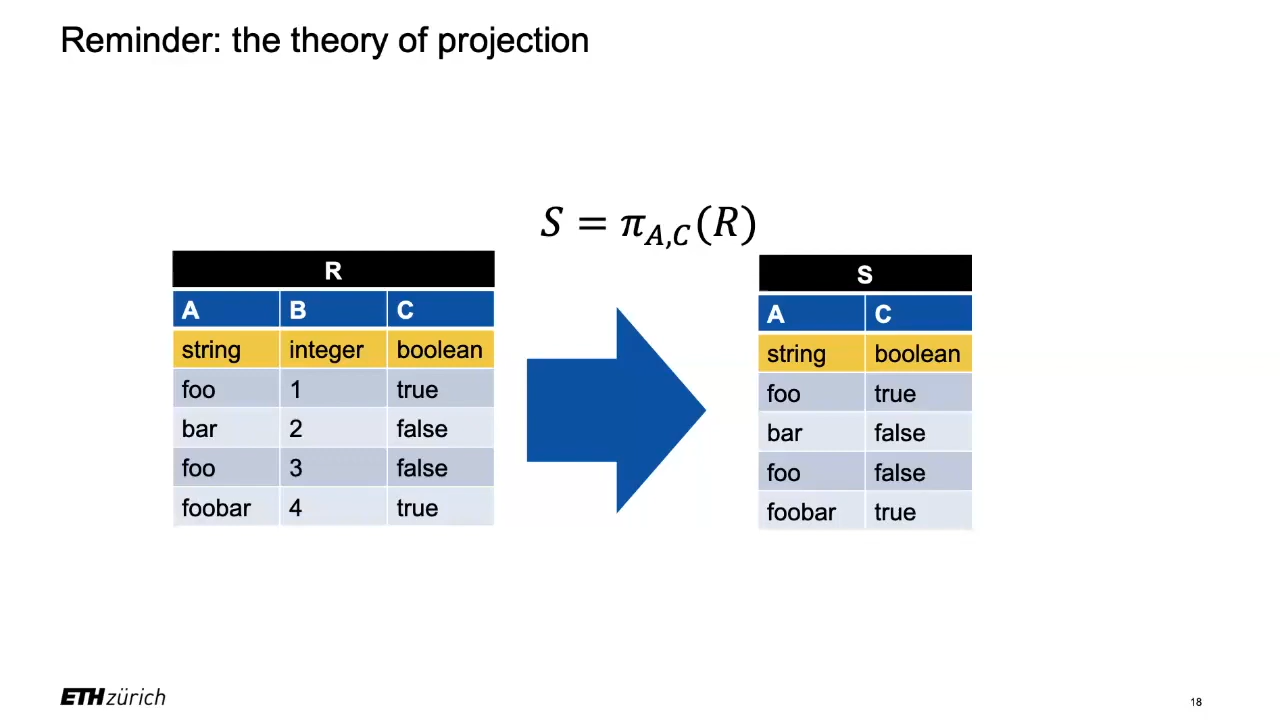 Reminder: the theory of projection
S = π_{A,C}(R)
R
A B C
string integer boolean
foo 1 true
bar 2 false
foo 3 false
foobar 4 true
S
A C
string boolean
foo true
bar false
foo false
foobar true
ETH zürich
18